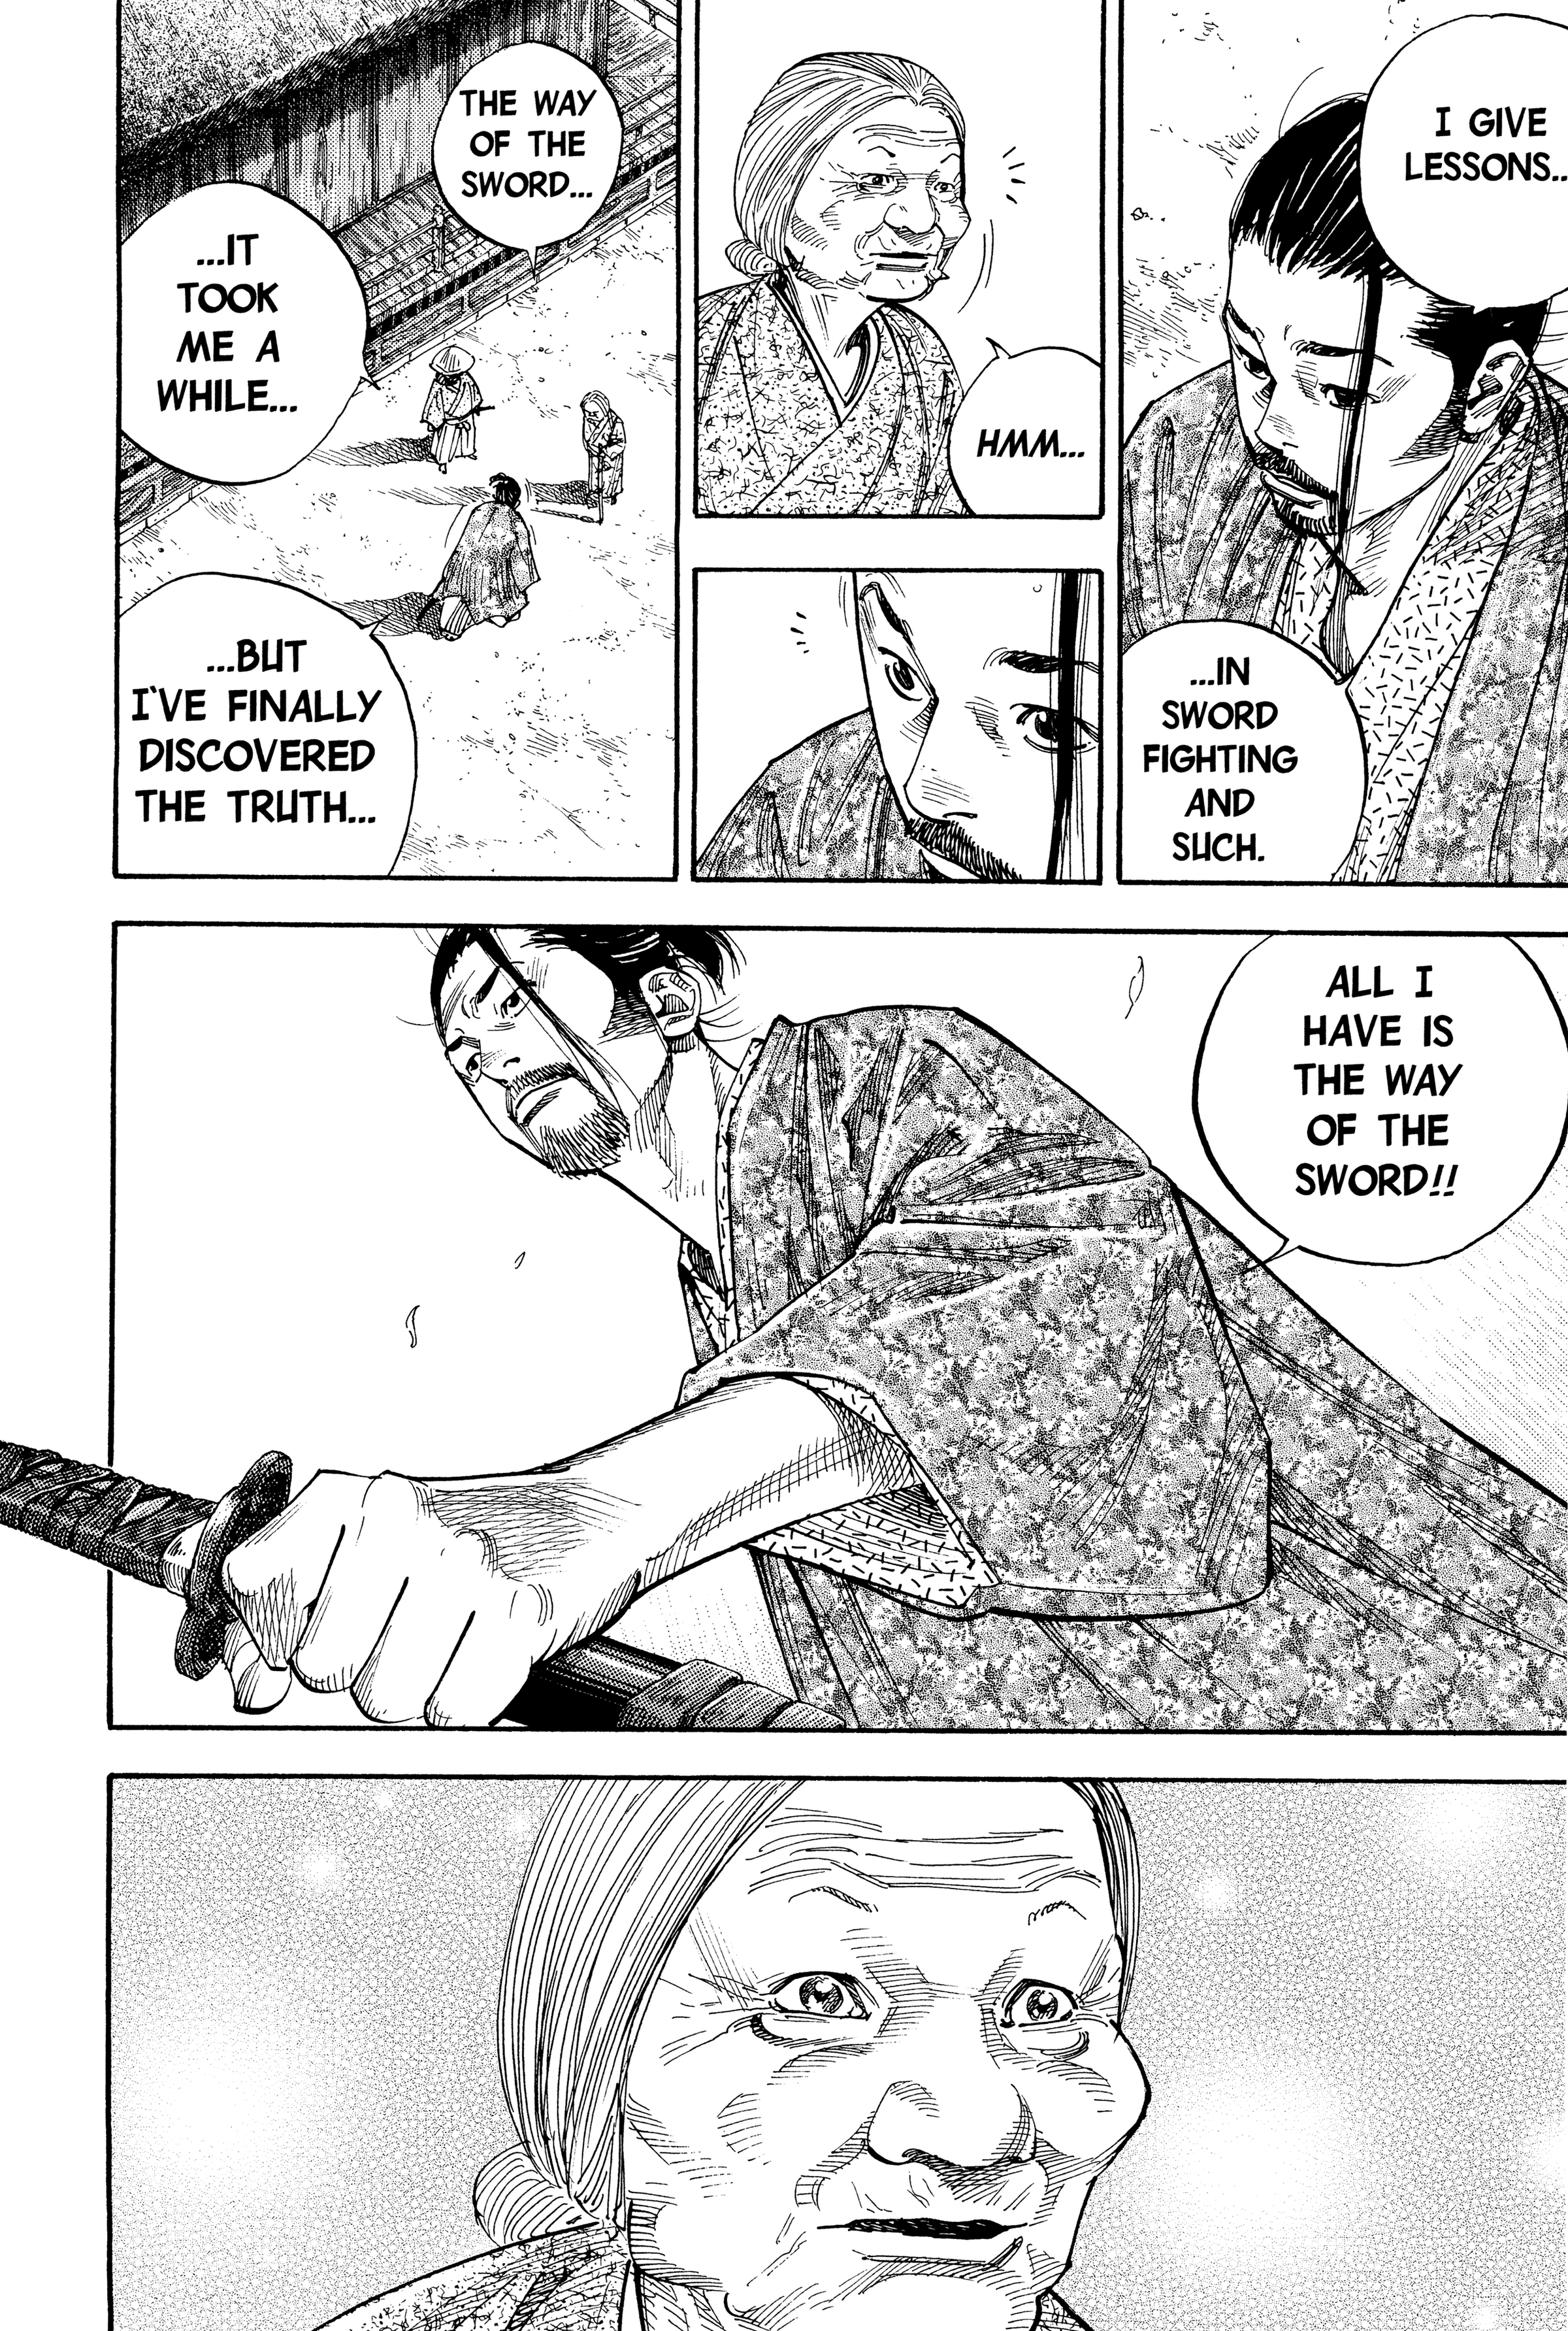 I GIVE
LESSONS...
...IN
SWORD
FIGHTING
AND
SUCH.
HMM...
THE WAY
OF THE
SWORD...
...IT
TOOK
ME A
WHILE...
...BUT
I'VE FINALLY
DISCOVERED
THE TRUTH...
ALL I
HAVE IS
THE WAY
OF THE
SWORD!!